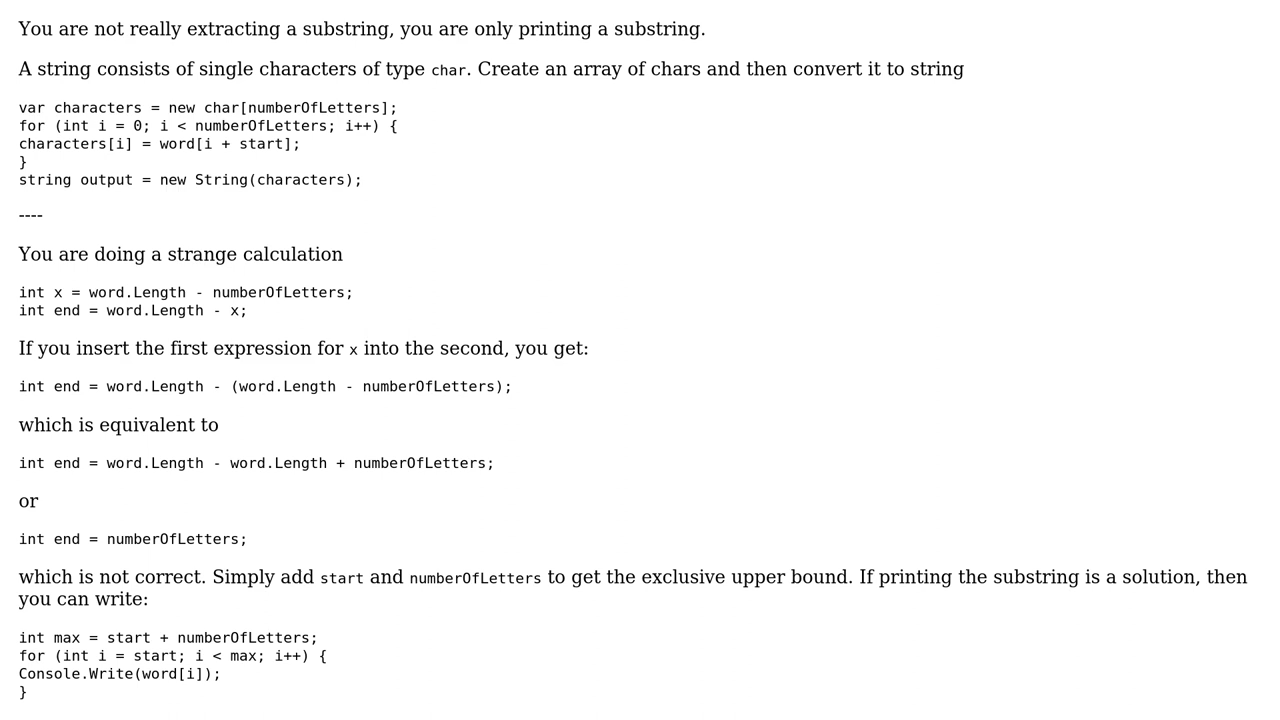 You are not really extracting a substring, you are only printing a substring.
A string consists of single characters of type char. Create an array of chars and then convert it to string
var characters = new char[numberOfLetters];
for (int i = 0; i < numberOfLetters; i++) {
characters[i] = word[i + start];
}
string output = new String(characters);
----
You are doing a strange calculation
int x = word.Length - numberOfLetters;
int end = word.Length - x;
If you insert the first expression for x into the second, you get:
int end = word.Length - (word.Length - numberOfLetters);
which is equivalent to
int end = word.Length - word.Length + numberOfLetters;
or
int end = numberOfLetters;
which is not correct. Simply add start and numberOfLetters to get the exclusive upper bound. If printing the substring is a solution, then
you can write:
int max = start + numberOfLetters;
for (int i = start; i < max; i++) {
Console.Write(word[i]);
}